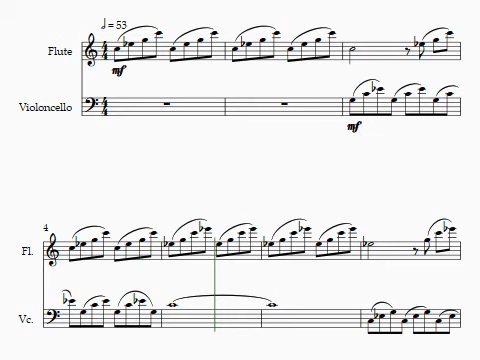 𝅗𝅥 = 53
Flute
mf
Violoncello
mf
4
Fl.
Vc.